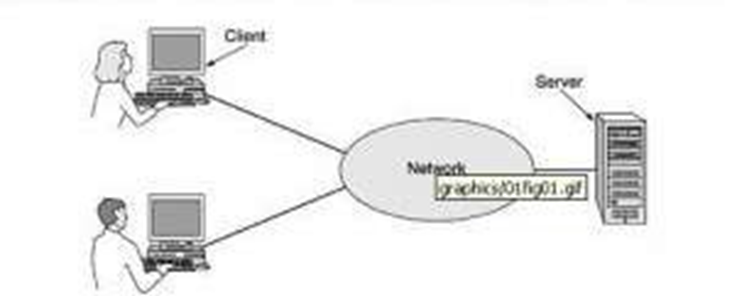 Client
Server
Network
graphics/01fig01.gif